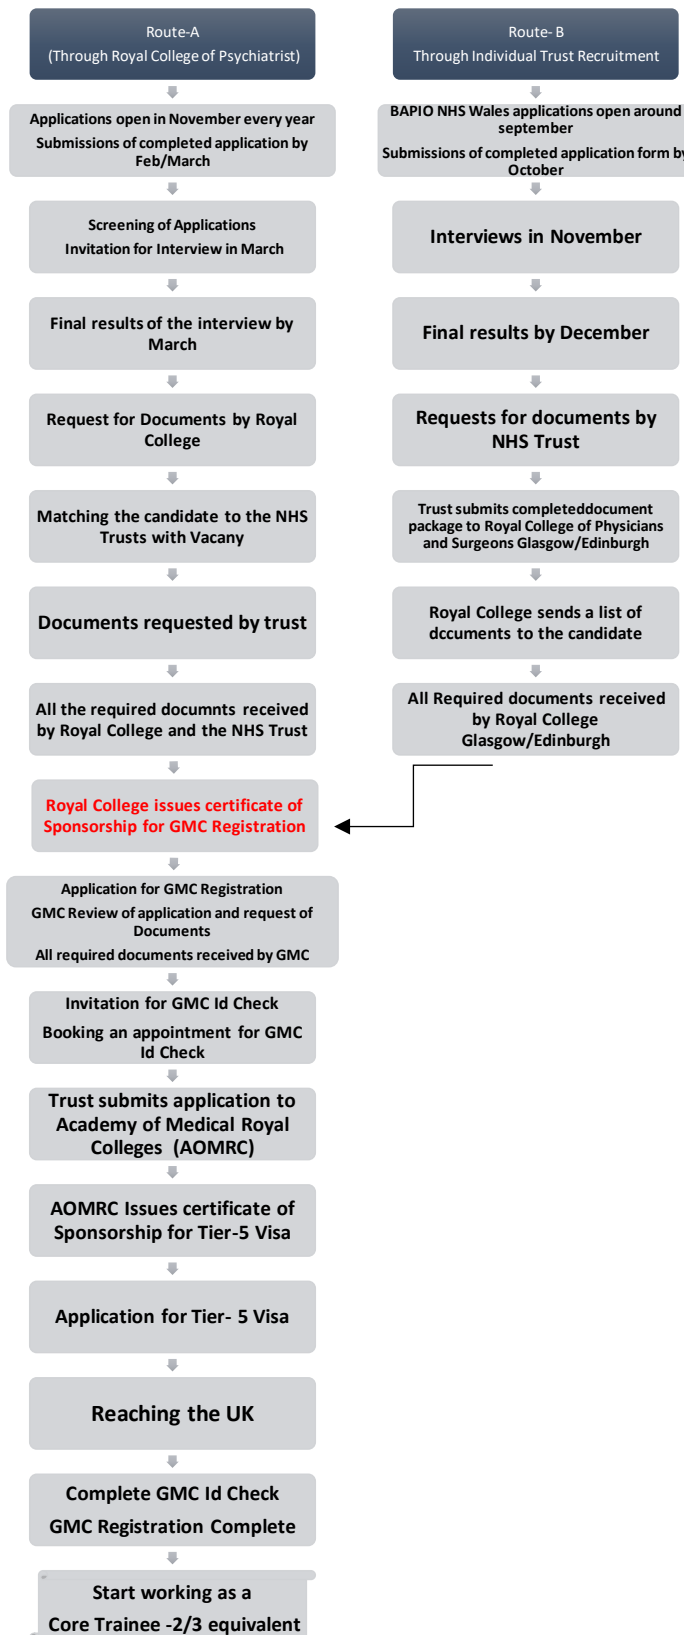 Route-A
(Through Royal College of Psychiatrist)
Applications open in November every year
Submissions of completed application by
Feb/March
Screening of Applications
Invitation for Interview in March
Final results of the interview by
March
Request for Documents by Royal
College
Matching the candidate to the NHS
Trusts with Vacany
Documents requested by trust
All the required documnts received
by Royal College and the NHS Trust
Royal College issues certificate of
Sponsorship for GMC Registration
Application for GMC Registration
GMC Review of application and request of
Documents
All required documents received by GMC
Invitation for GMC Id Check
Booking an appointment for GMC
Id Check
Trust submits application to
Academy of Medical Royal
Colleges (AOMRC)
AOMRC Issues certificate of
Sponsorship for Tier-5 Visa
Application for Tier- 5 Visa
Reaching the UK
Complete GMC Id Check
GMC Registration Complete
Start working as a
Core Trainee -2/3 equivalent
Route- B
Through Individual Trust Recruitment
BAPIO NHS Wales applications open around
september
Submissions of completed application form by
October
Interviews in November
Final results by December
Requests for documents by
NHS Trust
Trust submits completeddocument
package to Royal College of Physicians
and Surgeons Glasgow/Edinburgh
Royal College sends a list of
dccuments to the candidate
All Required documents received
by Royal College
Glasgow/Edinburgh